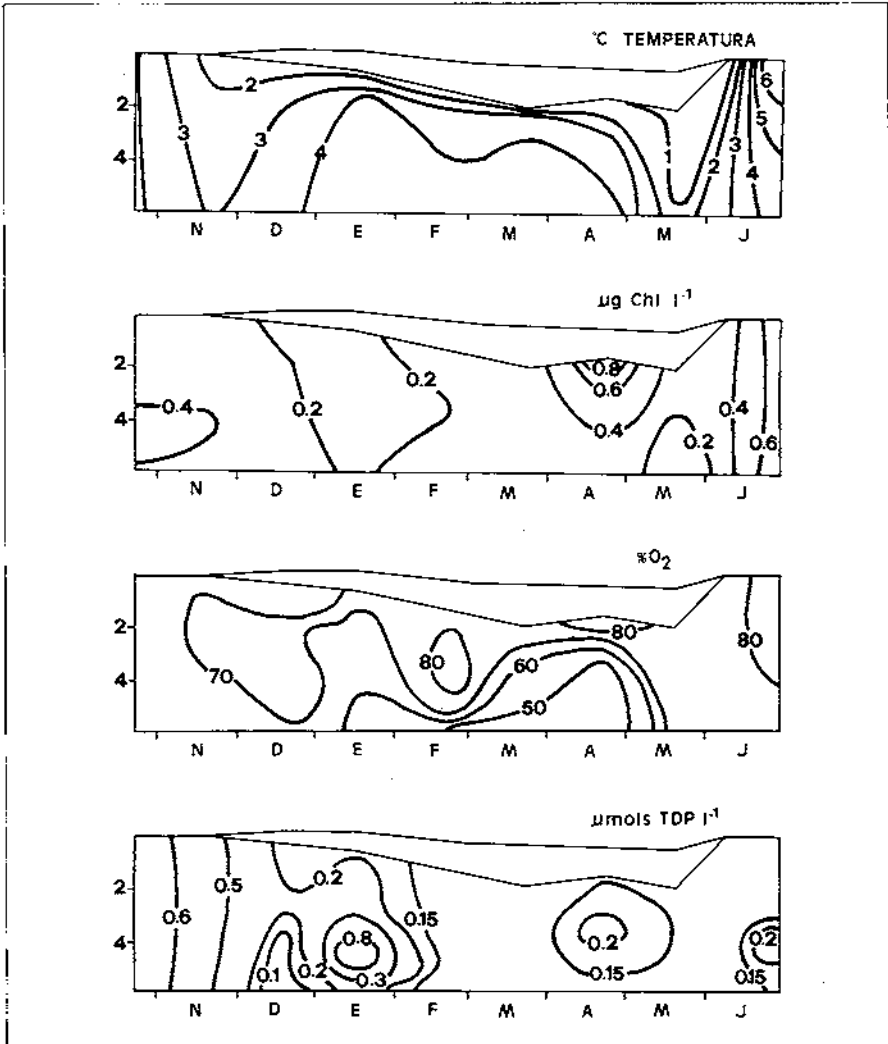 °C TEMPERATURA
2 2 6
3 3 5
4 4 2 3 4
N D E F M A M J
µg Chl l⁻¹
2 0.2 0.8
0.4 0.2 0.6 0.4
4 0.4 0.2 0.6
N D E F M A M J
%O₂
2 80 80
70 80 60
4 50
N D E F M A M J
µmols TDP l⁻¹
2 0.5 0.2
0.6 0.15
4 0.8 0.2 0.2
0.1 0.2 0.3 0.15 0.15
N D E F M A M J